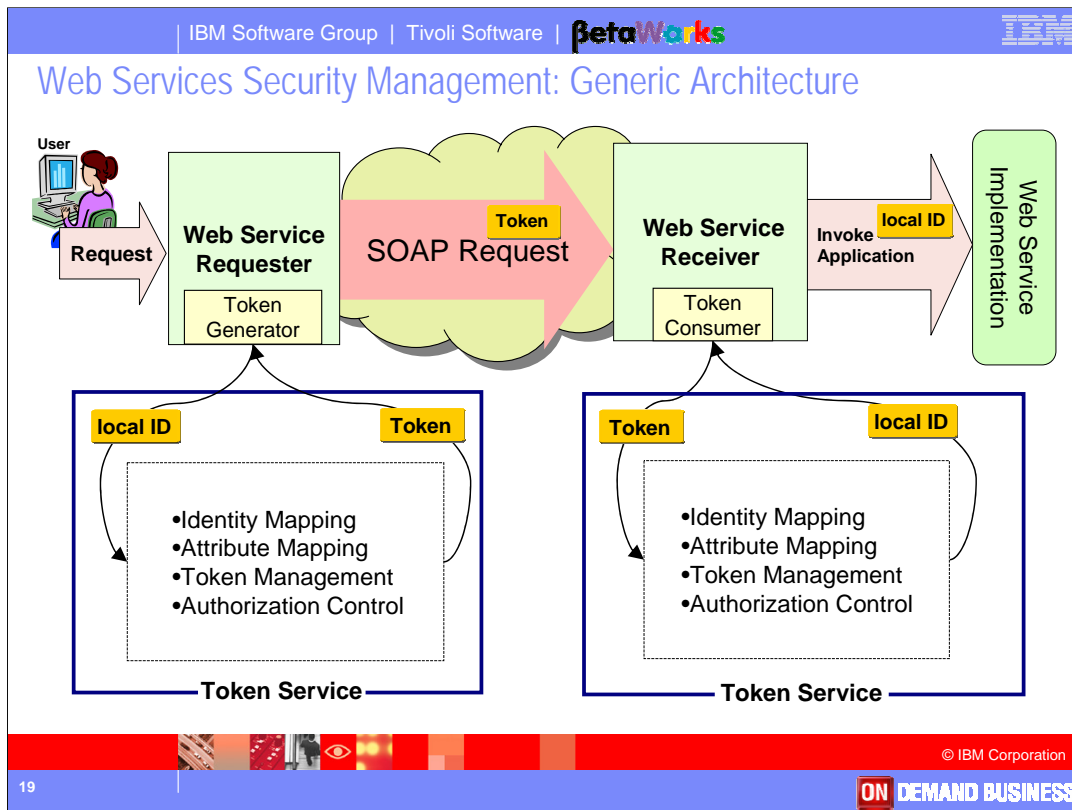 IBM Software Group | Tivoli Software | βetaWorks
IBM
Web Services Security Management: Generic Architecture
User
Request
Web Service
Requester
Token
Generator
Token
SOAP Request
Web Service
Receiver
Token
Consumer
local ID
Invoke
Application
Web Service
Implementation
local ID
Token
•Identity Mapping
•Attribute Mapping
•Token Management
•Authorization Control
Token Service
Token
local ID
•Identity Mapping
•Attribute Mapping
•Token Management
•Authorization Control
Token Service
© IBM Corporation
19
ON DEMAND BUSINESS